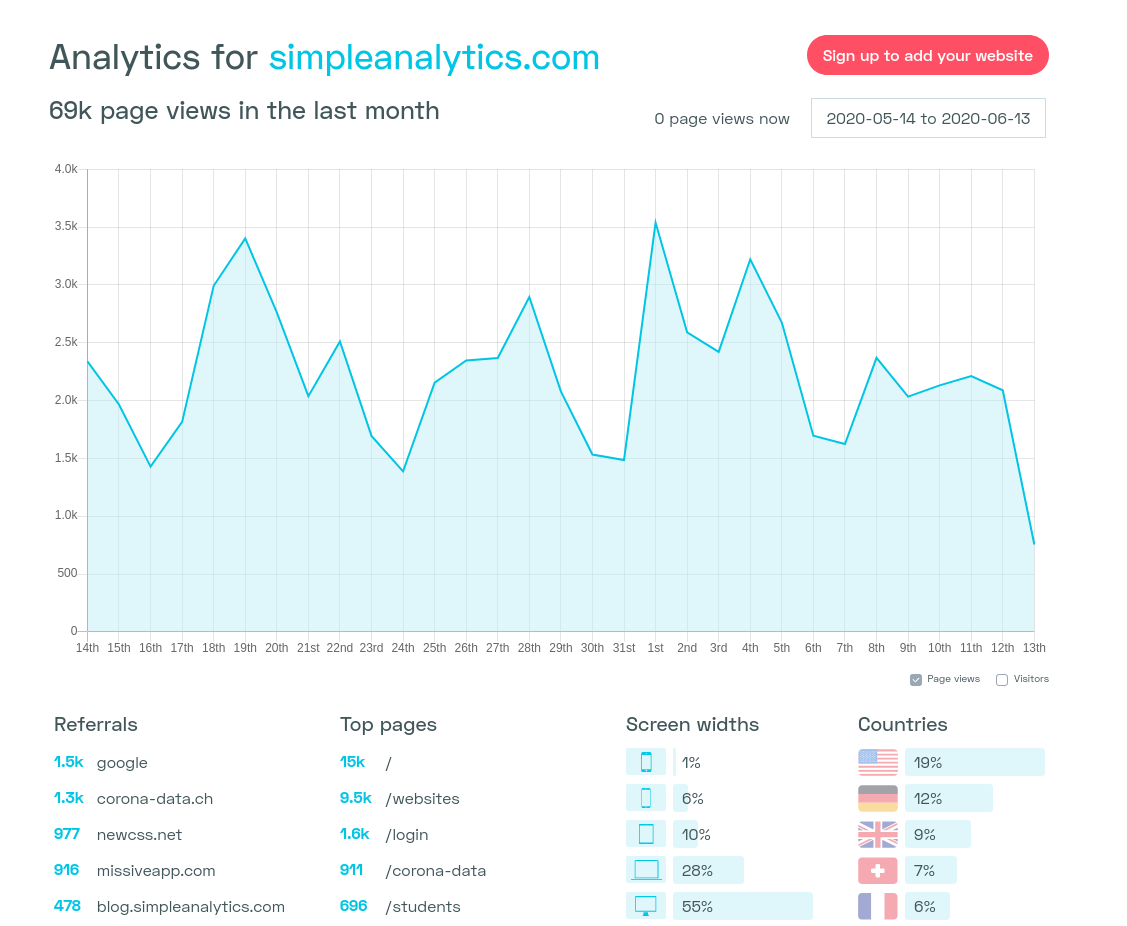 Analytics for simpleanalytics.com
Sign up to add your website
69k page views in the last month
0 page views now
2020-05-14 to 2020-06-13
4.0k
3.5k
3.0k
2.5k
2.0k
1.5k
1.0k
500
0
14th 15th 16th 17th 18th 19th 20th 21st 22nd 23rd 24th 25th 26th 27th 28th 29th 30th 31st 1st 2nd 3rd 4th 5th 6th 7th 8th 9th 10th 11th 12th 13th
Page views Visitors
Referrals
1.5k google
1.3k corona-data.ch
977 newcss.net
916 missiveapp.com
478 blog.simpleanalytics.com
Top pages
15k /
9.5k /websites
1.6k /login
911 /corona-data
696 /students
Screen widths
1%
6%
10%
28%
55%
Countries
19%
12%
9%
7%
6%